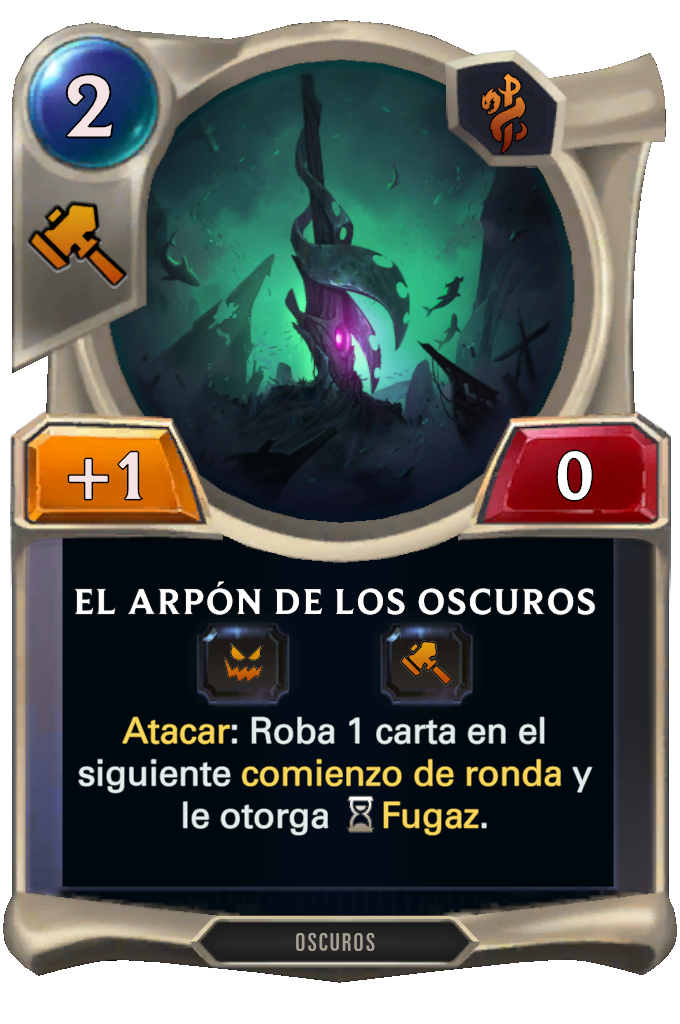 2
+1
0
EL ARPÓN DE LOS OSCUROS
Atacar: Roba 1 carta en el
siguiente comienzo de ronda y
le otorga Fugaz.
OSCUROS